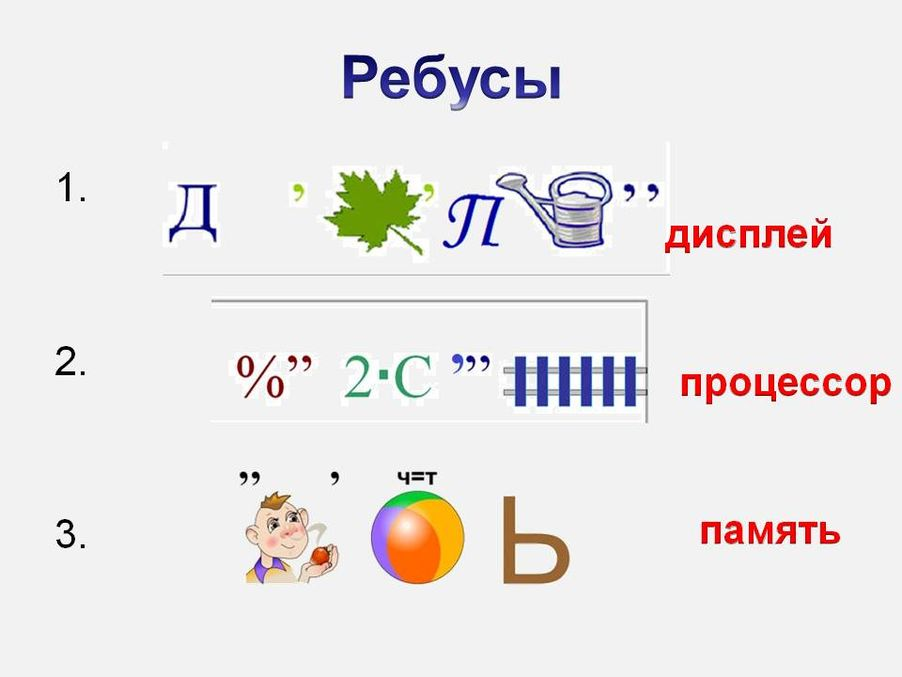 Ребусы
1.
Д ’ ’ П ’’ дисплей
2.
%” 2·С ’”  процессор
3.
” ’ ч=т Ь память